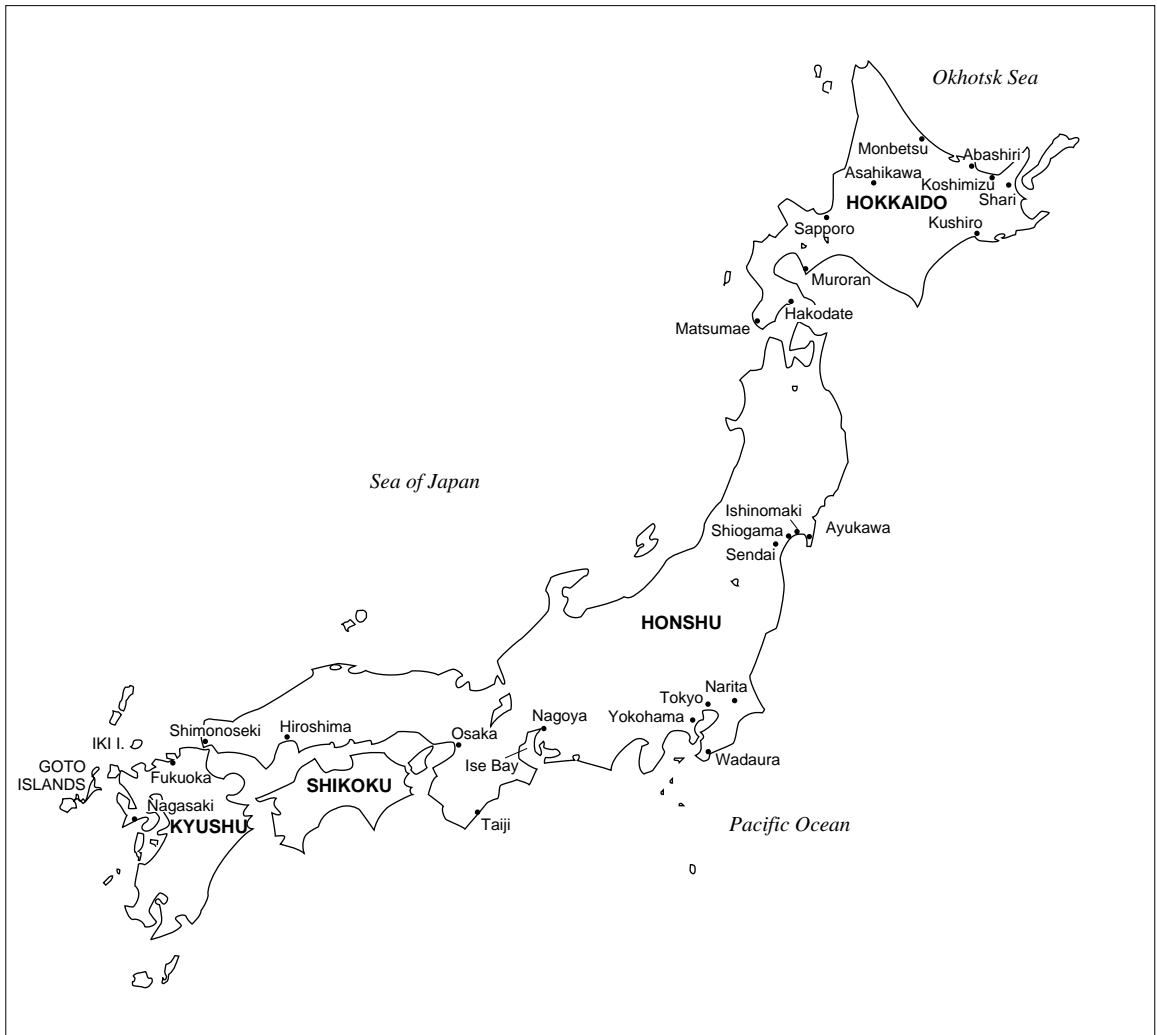 Okhotsk Sea
Monbetsu
Abashiri
Asahikawa
Koshimizu
HOKKAIDO
Shari
Sapporo
Kushiro
Muroran
Hakodate
Matsumae
Sea of Japan
Ishinomaki
Shiogama
Ayukawa
Sendai
HONSHU
Narita
Tokyo
Nagoya
Yokohama
Shimonoseki
Hiroshima
Osaka
IKI I.
Wadaura
Ise Bay
GOTO
ISLANDS
Fukuoka
SHIKOKU
Nagasaki
KYUSHU
Taiji
Pacific Ocean